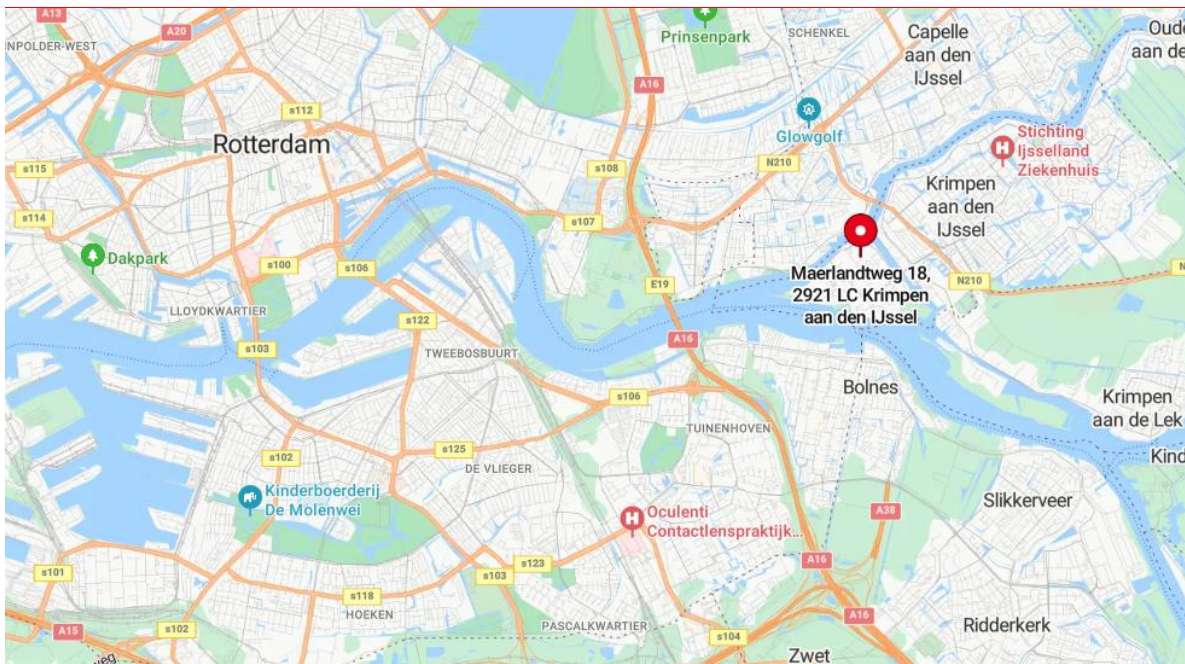 A13
A20
INPOLDER-WEST
Prinsenpark
SCHENKEL
Capelle
aan den
IJssel
Oude
aan de
A16
s112
Glowgolf
Rotterdam
Stichting
Ijsselland
Ziekenhuis
s115
s108
N210
Krimpen
aan den
IJssel
s114
s107
Dakpark
s100
s106
E19
N210
N
Maerlandtweg 18,
2921 LC Krimpen
aan den IJssel
LLOYDKWARTIER
s122
s103
TWEEBOSBUURT
A16
Bolnes
s106
Krimpen
aan de Lek
TUINENHOVEN
s125
s102
DE VLIEGER
Kind
Kinderboerderij
De Molenwei
Slikkerveer
Oculenti
Contactlenspraktijk...
A38
s101
s123
s103
A16
s118
HOEKEN
A16
A15
s102
PASCALKWARTIER
s104
Ridderkerk
weg
Zwet